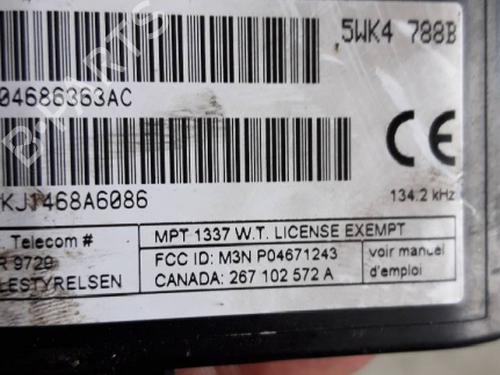 5WK4 788B
04686363AC
KJ1468A6086
134.2 kHz
Telecom #
R 9720
LESTYRELSEN
MPT 1337 W.T. LICENSE EXEMPT
FCC ID: M3N P04671243
CANADA: 267 102 572 A
voir manuel
d'emploi
CE